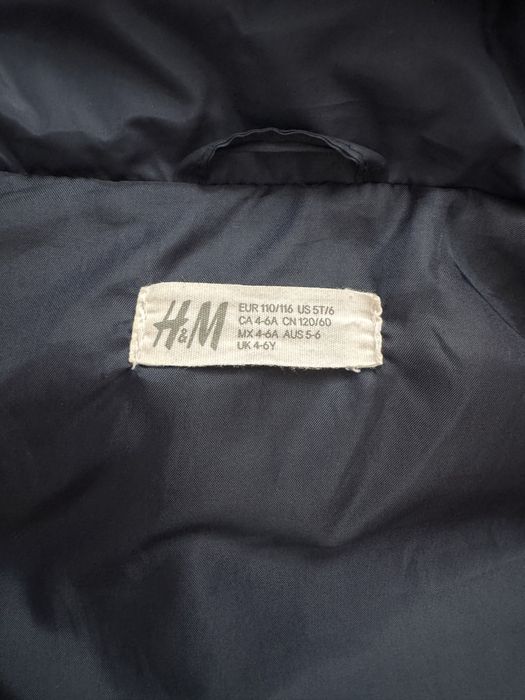 H&M
EUR 110/116 US 5T/6
CA 4-6A CN 120/60
MX 4-6A AUS 5-6
UK 4-6Y